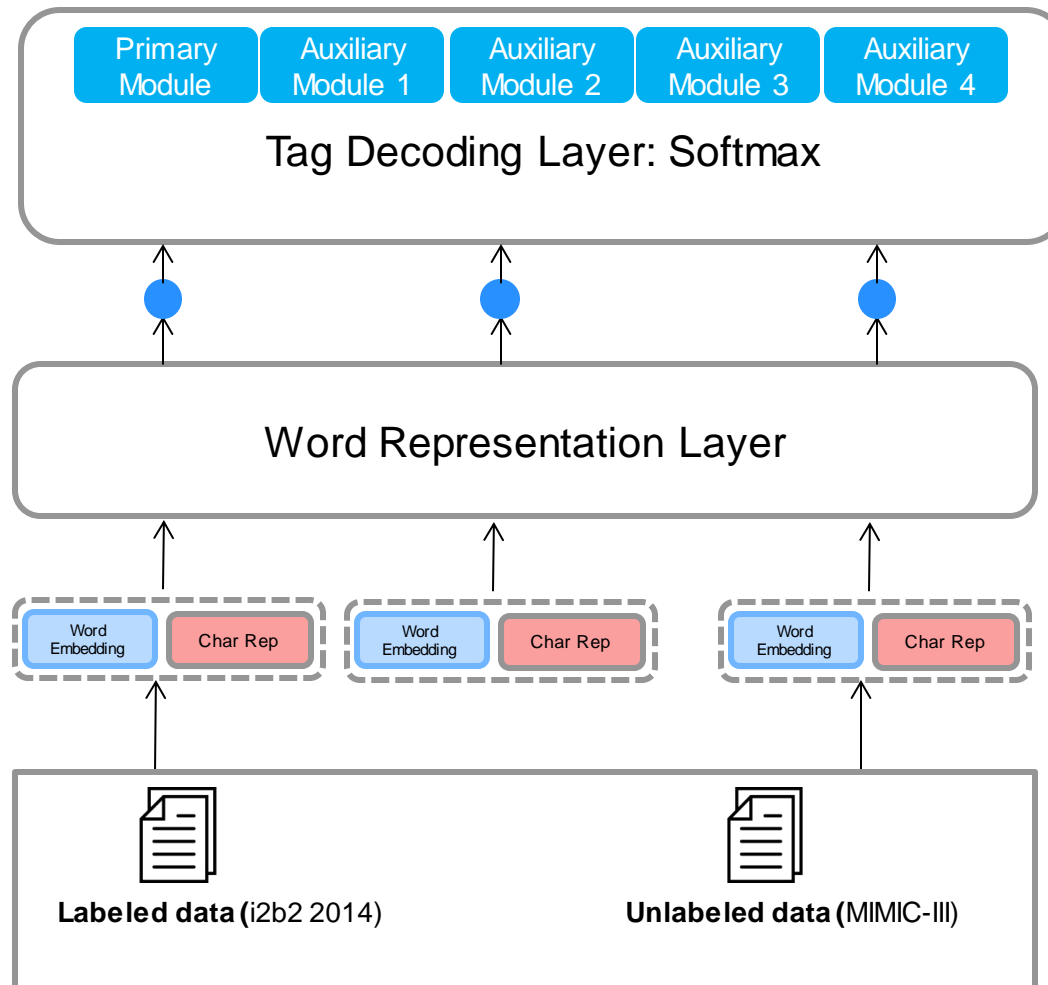 Primary
Module
Auxiliary
Module 1
Auxiliary
Module 2
Auxiliary
Module 3
Auxiliary
Module 4
Tag Decoding Layer: Softmax
Word Representation Layer
Word
Embedding
Char Rep
Word
Embedding
Char Rep
Word
Embedding
Char Rep
Labeled data (i2b2 2014)
Unlabeled data (MIMIC-III)